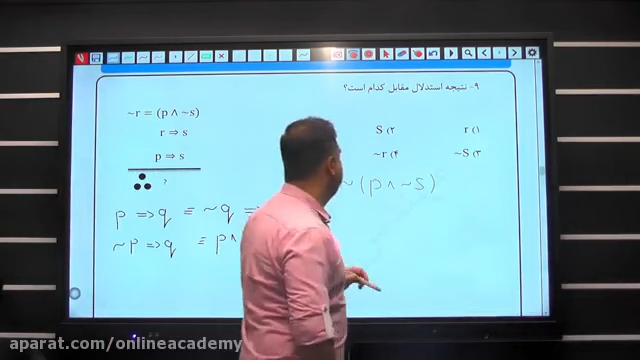 ۹- نتیجه استدلال مقابل کدام است؟
~r = (p ∧ ~s)
r ⇒ s
p ⇒ s
?
۱) r
۲) S
۳) ~S
۴) ~r
~(p ∧ ~S)
p ⇒ q ≡ ~q ⇒
~p ⇒ q ≡ p ∧
aparat.com/onlineacademy